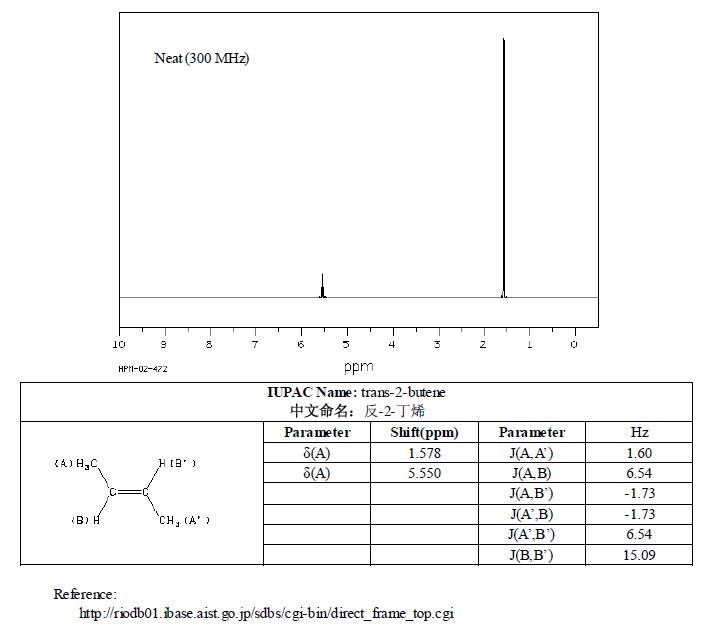 Neat (300 MHz)
10 9 8 7 6 5 4 3 2 1 0
HPM-02-472
ppm
IUPAC Name: trans-2-butene
中文命名：反-2-丁烯
Parameter Shift(ppm) Parameter Hz
δ(A) 1.578 J(A,A’) 1.60
δ(A) 5.550 J(A,B) 6.54
J(A,B’) -1.73
J(A’,B) -1.73
J(A’,B’) 6.54
J(B,B’) 15.09
(A) H3C H (B')
C C
(B) H CH3 (A')
Reference:
http://riodb01.ibase.aist.go.jp/sdbs/cgi-bin/direct_frame_top.cgi